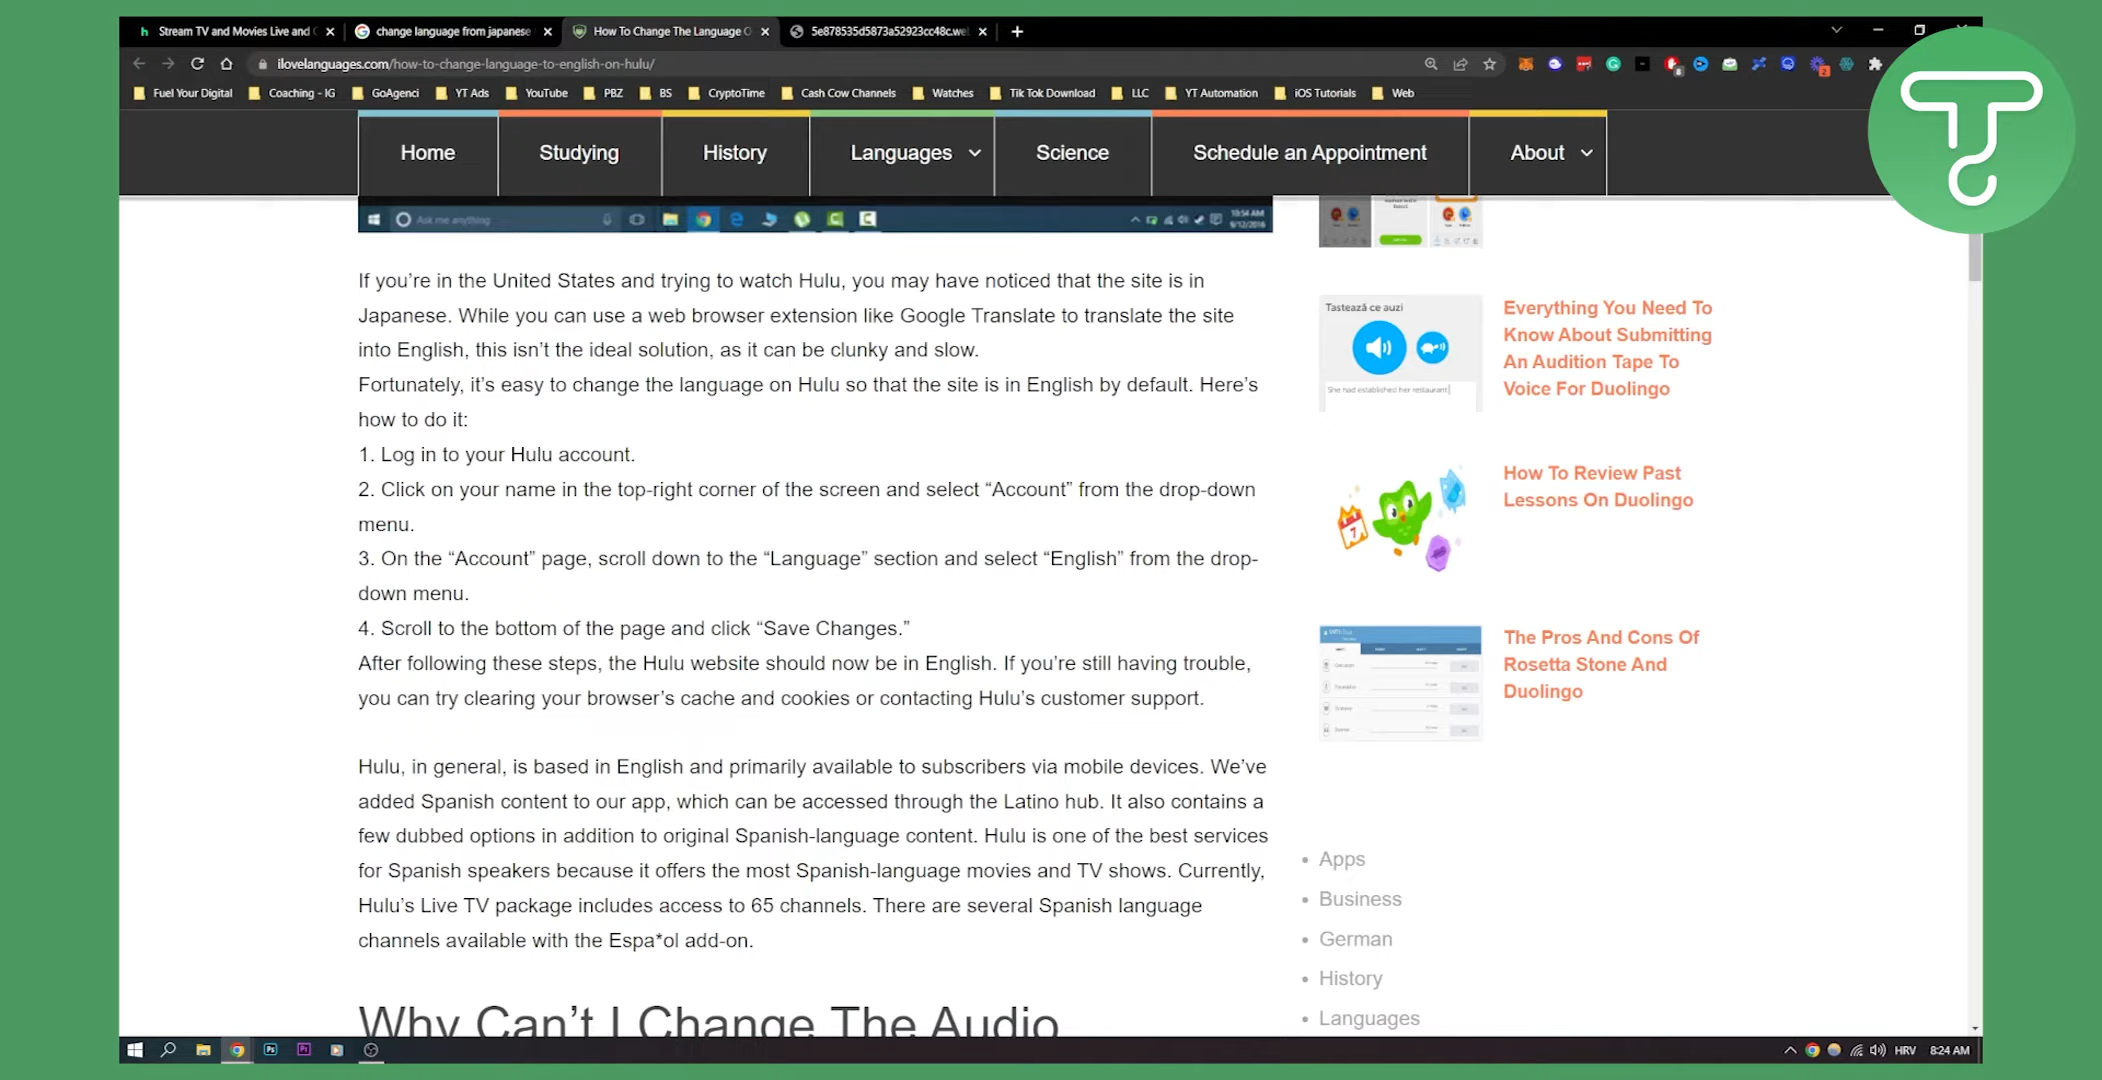 Stream TV and Movies Live and
change language from japanese
How To Change The Language O
5e878535d5873a52923cc48c.we
ilovelanguages.com/how-to-change-language-to-english-on-hulu/
Fuel Your Digital
Coaching - IG
GoAgenci
YT Ads
YouTube
PBZ
BS
CryptoTime
Cash Cow Channels
Watches
Tik Tok Download
LLC
YT Automation
iOS Tutorials
Web
Home
Studying
History
Languages
Science
Schedule an Appointment
About
Ask me anything
10:54 AM
9/12/2016
If you’re in the United States and trying to watch Hulu, you may have noticed that the site is in
Japanese. While you can use a web browser extension like Google Translate to translate the site
into English, this isn’t the ideal solution, as it can be clunky and slow.
Fortunately, it’s easy to change the language on Hulu so that the site is in English by default. Here’s
how to do it:
1. Log in to your Hulu account.
2. Click on your name in the top-right corner of the screen and select “Account” from the drop-down
menu.
3. On the “Account” page, scroll down to the “Language” section and select “English” from the drop-
down menu.
4. Scroll to the bottom of the page and click “Save Changes.”
After following these steps, the Hulu website should now be in English. If you’re still having trouble,
you can try clearing your browser’s cache and cookies or contacting Hulu’s customer support.
Hulu, in general, is based in English and primarily available to subscribers via mobile devices. We’ve
added Spanish content to our app, which can be accessed through the Latino hub. It also contains a
few dubbed options in addition to original Spanish-language content. Hulu is one of the best services
for Spanish speakers because it offers the most Spanish-language movies and TV shows. Currently,
Hulu’s Live TV package includes access to 65 channels. There are several Spanish language
channels available with the Espa*ol add-on.
Why Can’t I Change The Audio
Tastează ce auzi
She had established her restaurant
Everything You Need To
Know About Submitting
An Audition Tape To
Voice For Duolingo
7
How To Review Past
Lessons On Duolingo
The Pros And Cons Of
Rosetta Stone And
Duolingo
Apps
Business
German
History
Languages
HRV
8:24 AM